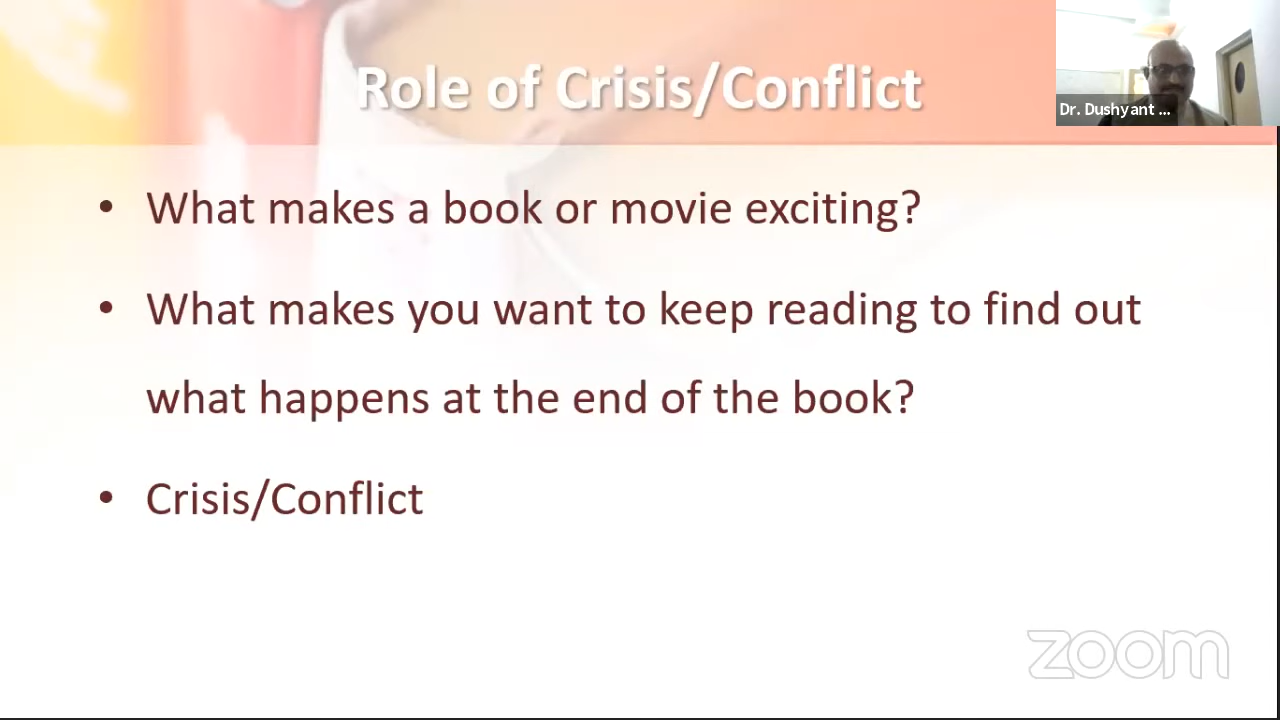 Role of Crisis/Conflict
Dr. Dushyant ...
• What makes a book or movie exciting?
• What makes you want to keep reading to find out
what happens at the end of the book?
• Crisis/Conflict
zoom